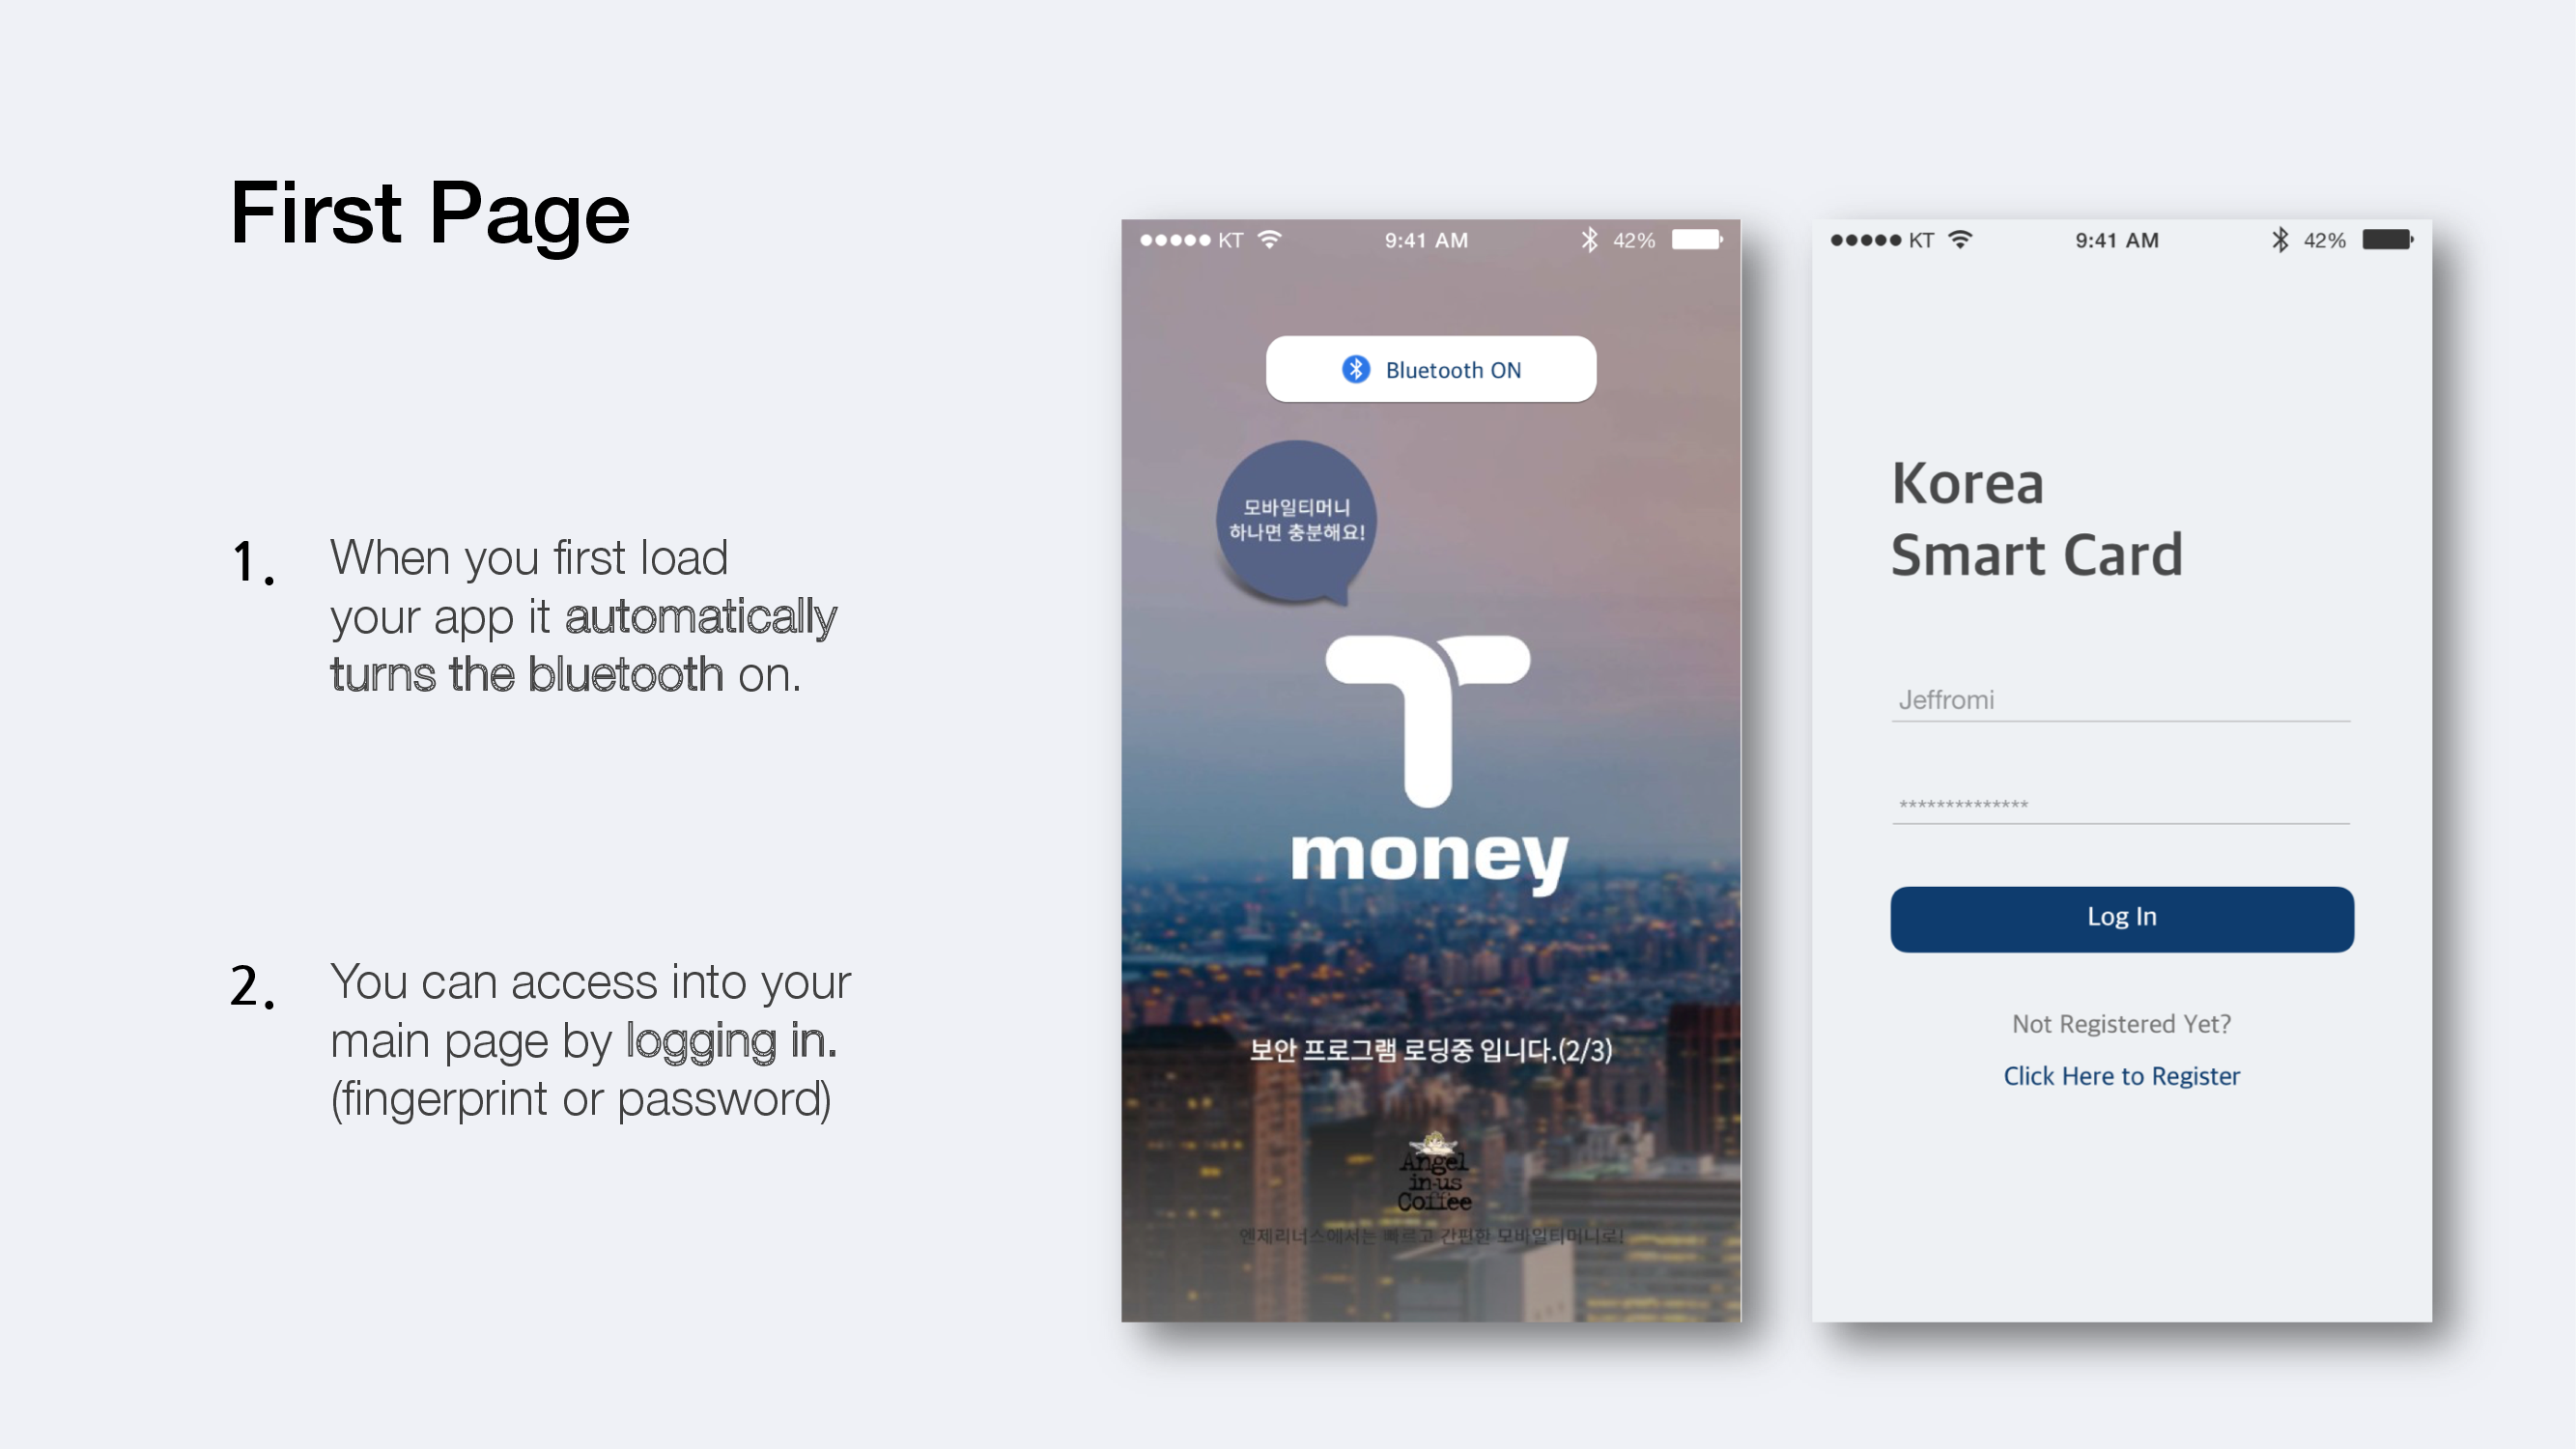 First Page
1. When you first load
your app it automatically
turns the bluetooth on.
2. You can access into your
main page by logging in.
(fingerprint or password)
KT 9:41 AM 42%
Bluetooth ON
모바일티머니
하나면 충분해요!
T
money
보안 프로그램 로딩중 입니다.(2/3)
Angel
in-us
Coffee
엔제리너스에서는 빠르고 간편한 모바일티머니로!
KT 9:41 AM 42%
Korea
Smart Card
Jeffromi
**************
Log In
Not Registered Yet?
Click Here to Register